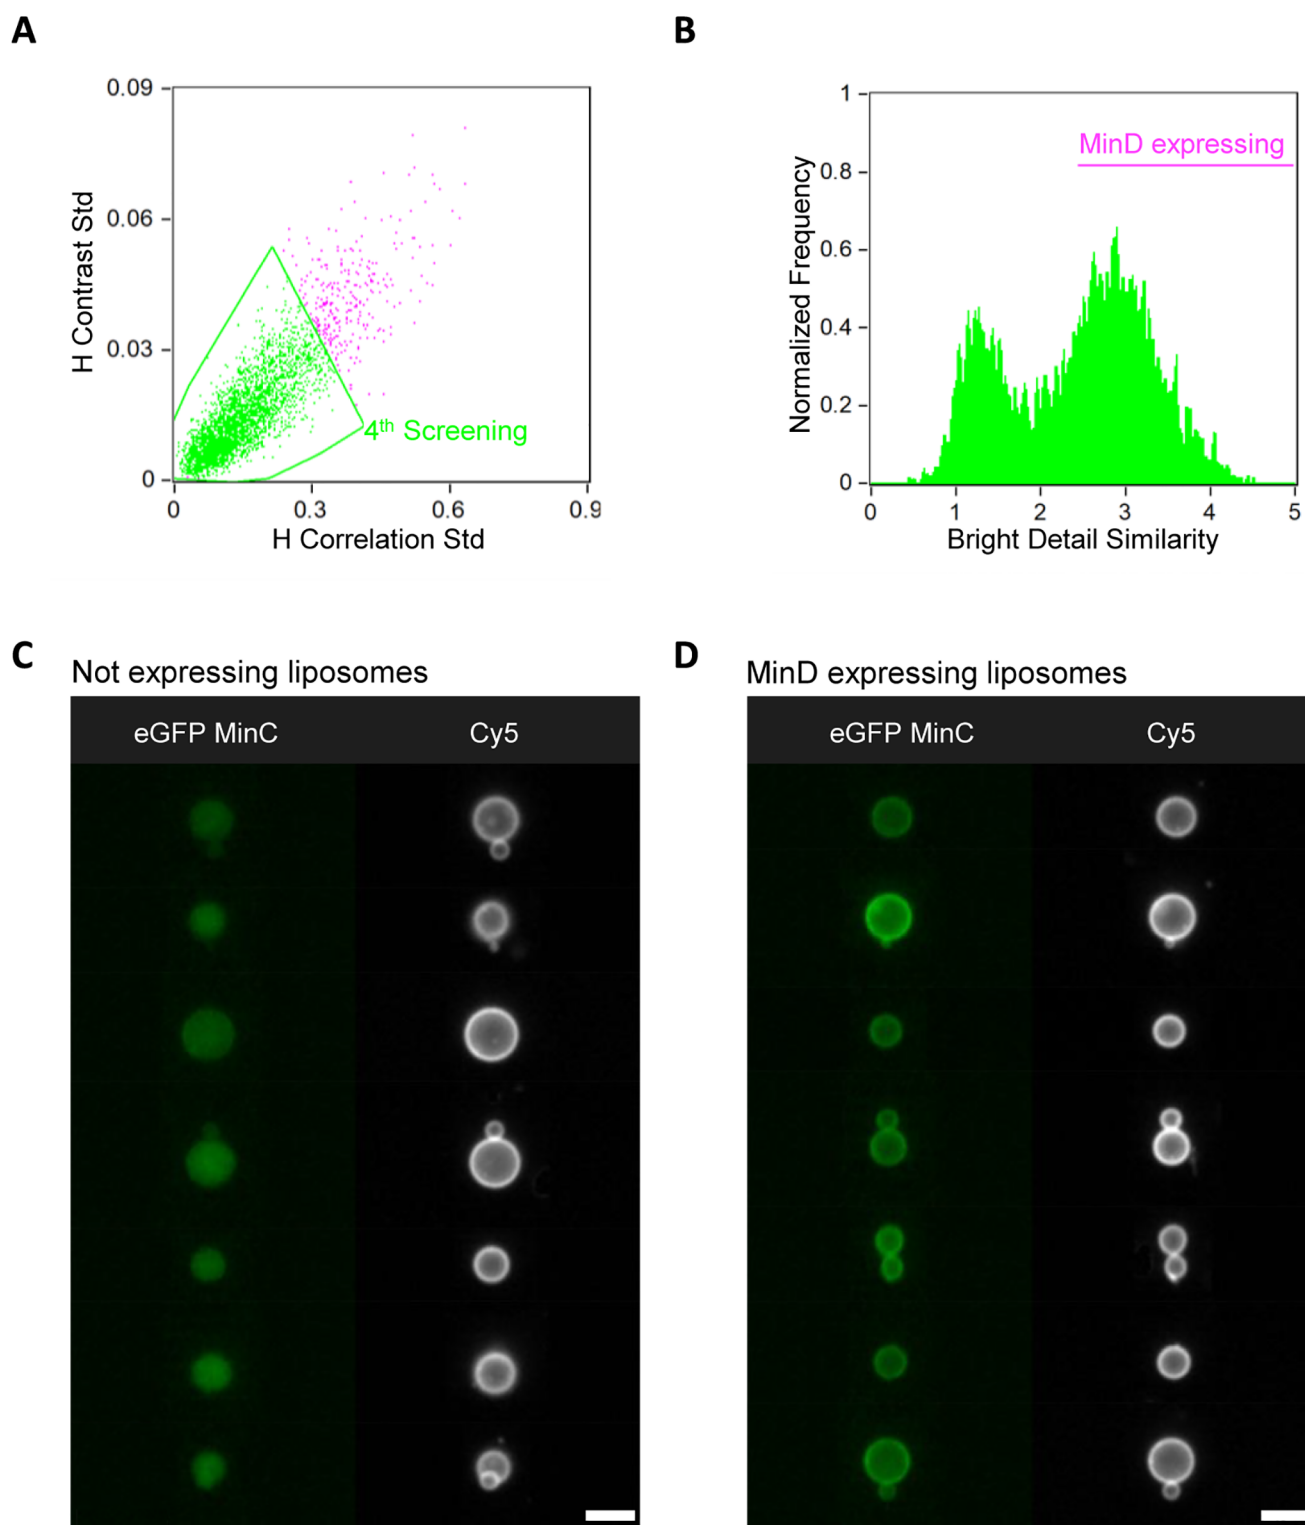 A
0.09
0.06
0.03
0
0
0.3
0.6
0.9
H Contrast Std
H Correlation Std
4th Screening
B
1
0.8
0.6
0.4
0.2
0
0
1
2
3
4
5
Normalized Frequency
Bright Detail Similarity
MinD expressing
C
Not expressing liposomes
eGFP MinC
Cy5
D
MinD expressing liposomes
eGFP MinC
Cy5